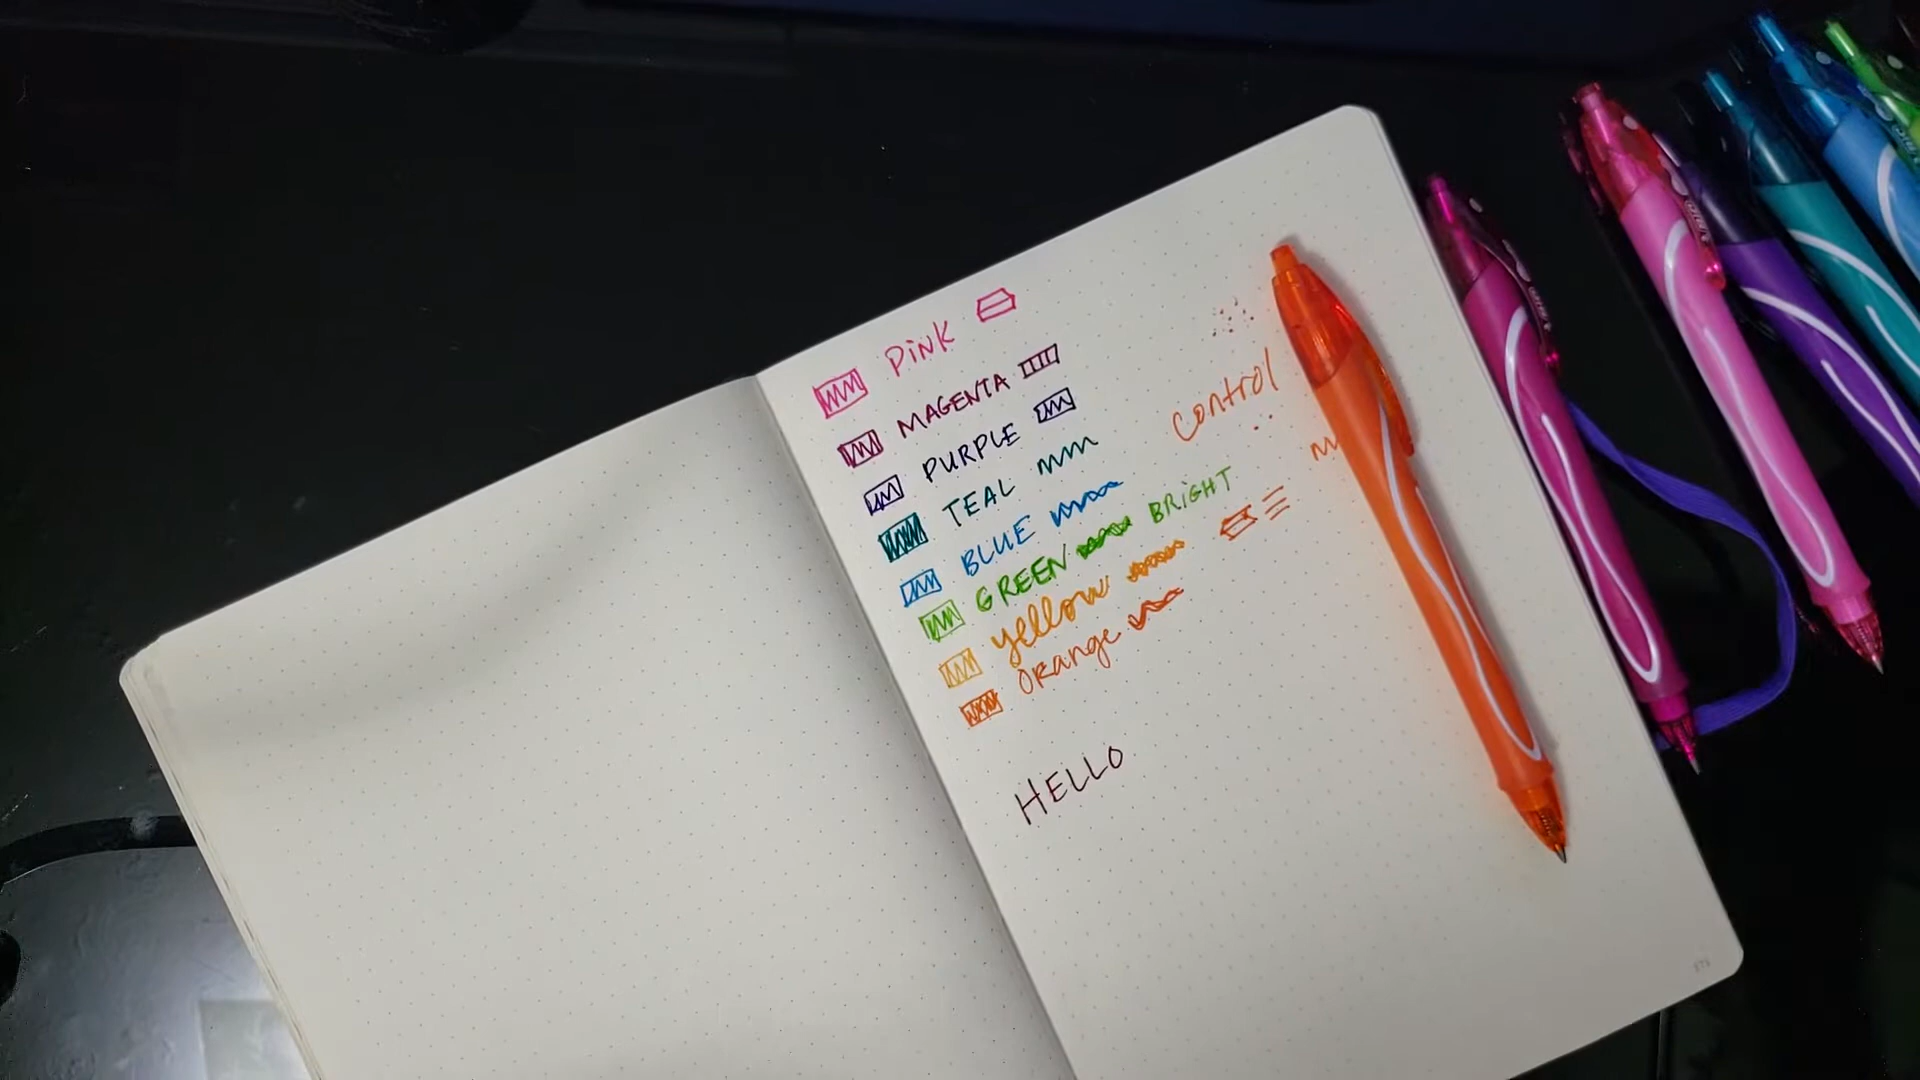 PINK
MAGENTA
PURPLE
TEAL
control
BLUE
GREEN BRIGHT
yellow
orange
HELLO